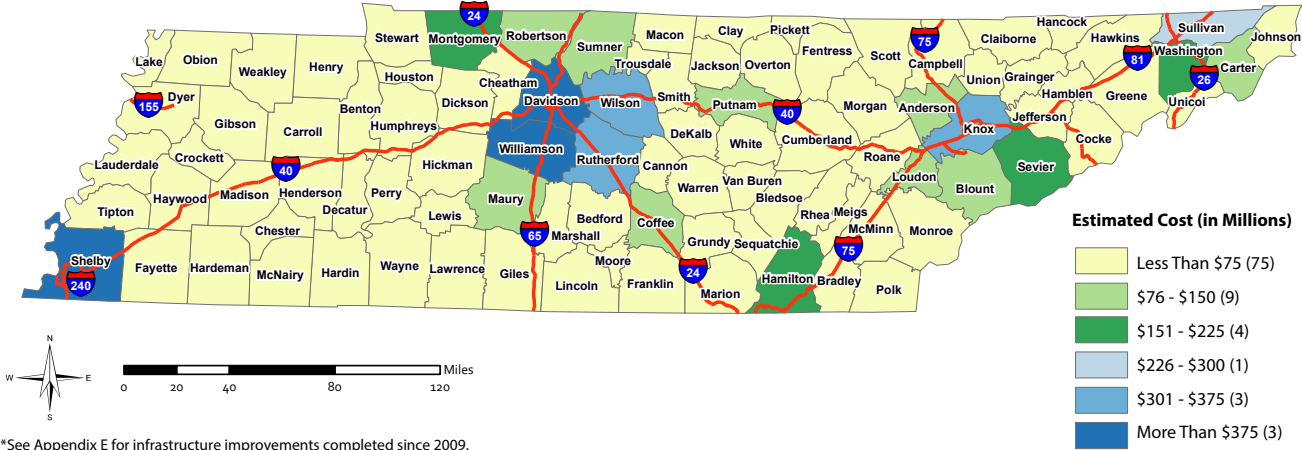 24
Stewart
Montgomery
Robertson
Sumner
Macon
Clay
Pickett
Fentress
Scott
75
Campbell
Claiborne
Hancock
Hawkins
Sullivan
Johnson
81
Washington
26
Carter
Unicoi
Lake
Obion
Weakley
Henry
Houston
Cheatham
Trousdale
Jackson
Overton
Union
Grainger
Hamblen
Greene
155
Dyer
Gibson
Carroll
Benton
Humphreys
Dickson
Davidson
Wilson
Smith
Putnam
40
Morgan
Anderson
Knox
Jefferson
Cocke
Lauderdale
Crockett
40
Hickman
Williamson
Rutherford
Cannon
DeKalb
White
Cumberland
Roane
Loudon
Blount
Sevier
Tipton
Haywood
Madison
Henderson
Decatur
Perry
Lewis
Maury
Bedford
Coffee
Warren
Van Buren
Bledsoe
Rhea
Meigs
McMinn
Monroe
Shelby
240
Fayette
Hardeman
Chester
McNairy
Hardin
Wayne
Lawrence
Giles
65
Marshall
Moore
Lincoln
Franklin
Grundy
Sequatchie
24
Marion
Hamilton
Bradley
75
Polk
Estimated Cost (in Millions)
Less Than $75 (75)
$76 - $150 (9)
$151 - $225 (4)
$226 - $300 (1)
$301 - $375 (3)
More Than $375 (3)
N
W
E
S
Miles
0 20 40 80 120
*See Appendix E for infrastructure improvements completed since 2009.